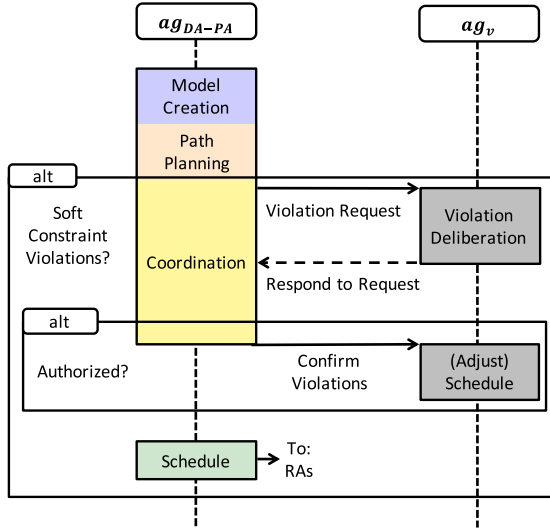 ag_DA−PA
ag_v
Model
Creation
Path
Planning
alt
Soft
Constraint
Violations?
Coordination
Violation Request
Violation
Deliberation
Respond to Request
alt
Authorized?
Confirm
Violations
(Adjust)
Schedule
Schedule
To:
RAs